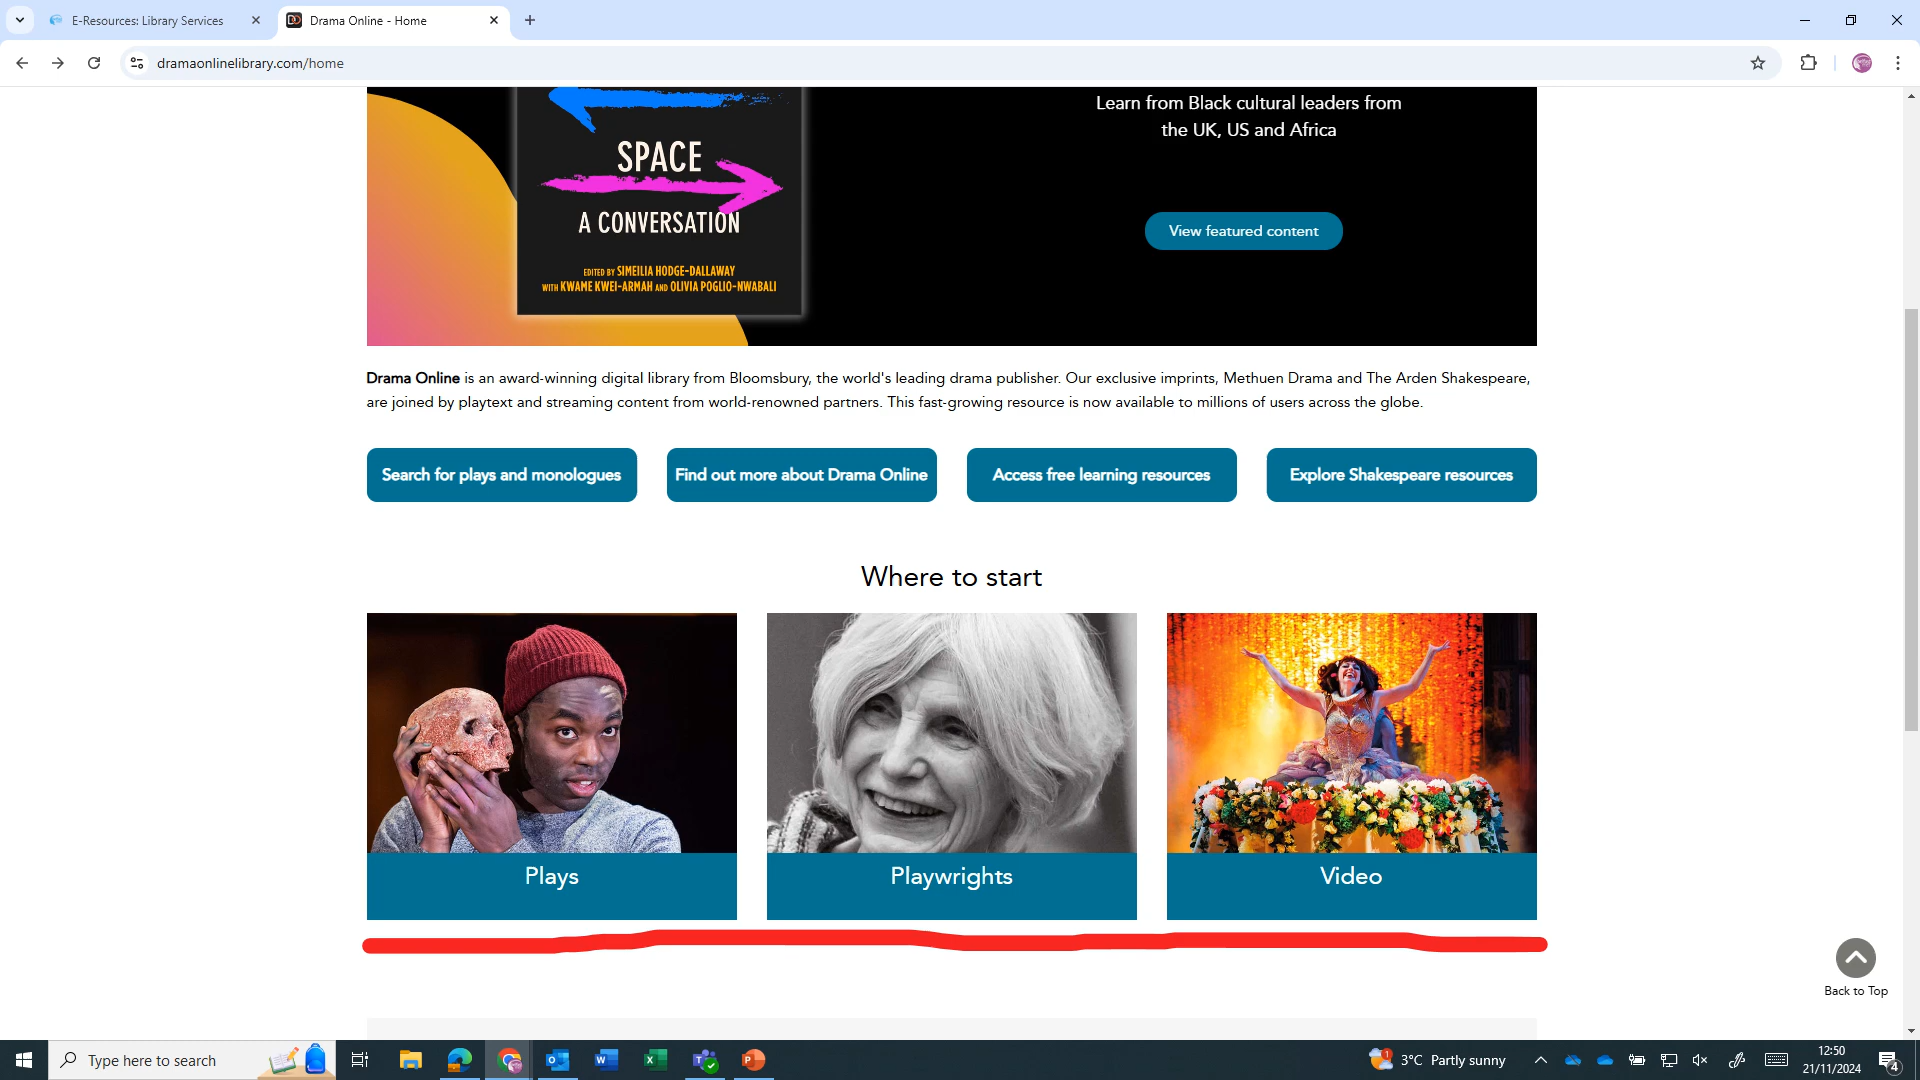 E-Resources: Library Services
Drama Online - Home
dramaonlinelibrary.com/home
Learn from Black cultural leaders from
the UK, US and Africa
SPACE
A CONVERSATION
View featured content
EDITED BY SIMEILIA HODGE-DALLAWAY
WITH KWAME KWEI-ARMAH AND OLIVIA POGLIO-NWABALI
Drama Online is an award-winning digital library from Bloomsbury, the world's leading drama publisher. Our exclusive imprints, Methuen Drama and The Arden Shakespeare,
are joined by playtext and streaming content from world-renowned partners. This fast-growing resource is now available to millions of users across the globe.
Search for plays and monologues
Find out more about Drama Online
Access free learning resources
Explore Shakespeare resources
Where to start
Plays
Playwrights
Video
Back to Top
Type here to search
3°C Partly sunny
12:50
21/11/2024
4